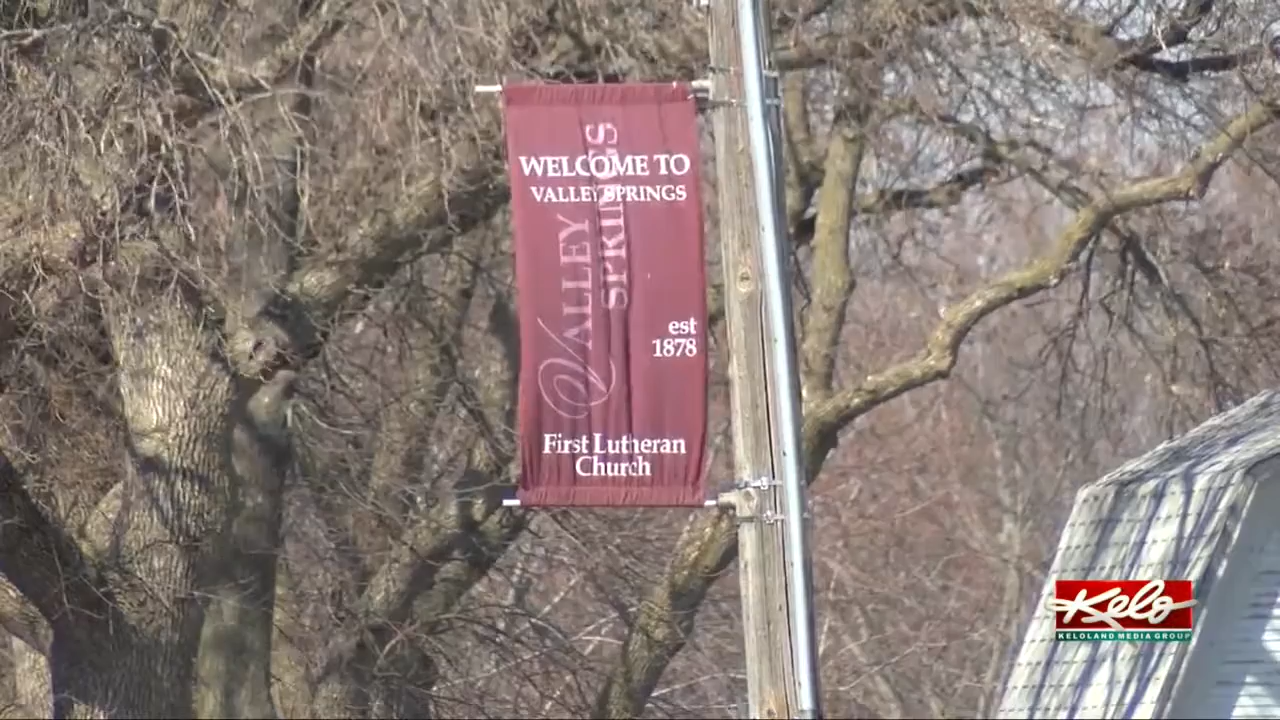 WELCOME TO
VALLEY SPRINGS
VALLEY
SPRINGS
est
1878
First Lutheran
Church
Kelo
KELOLAND MEDIA GROUP